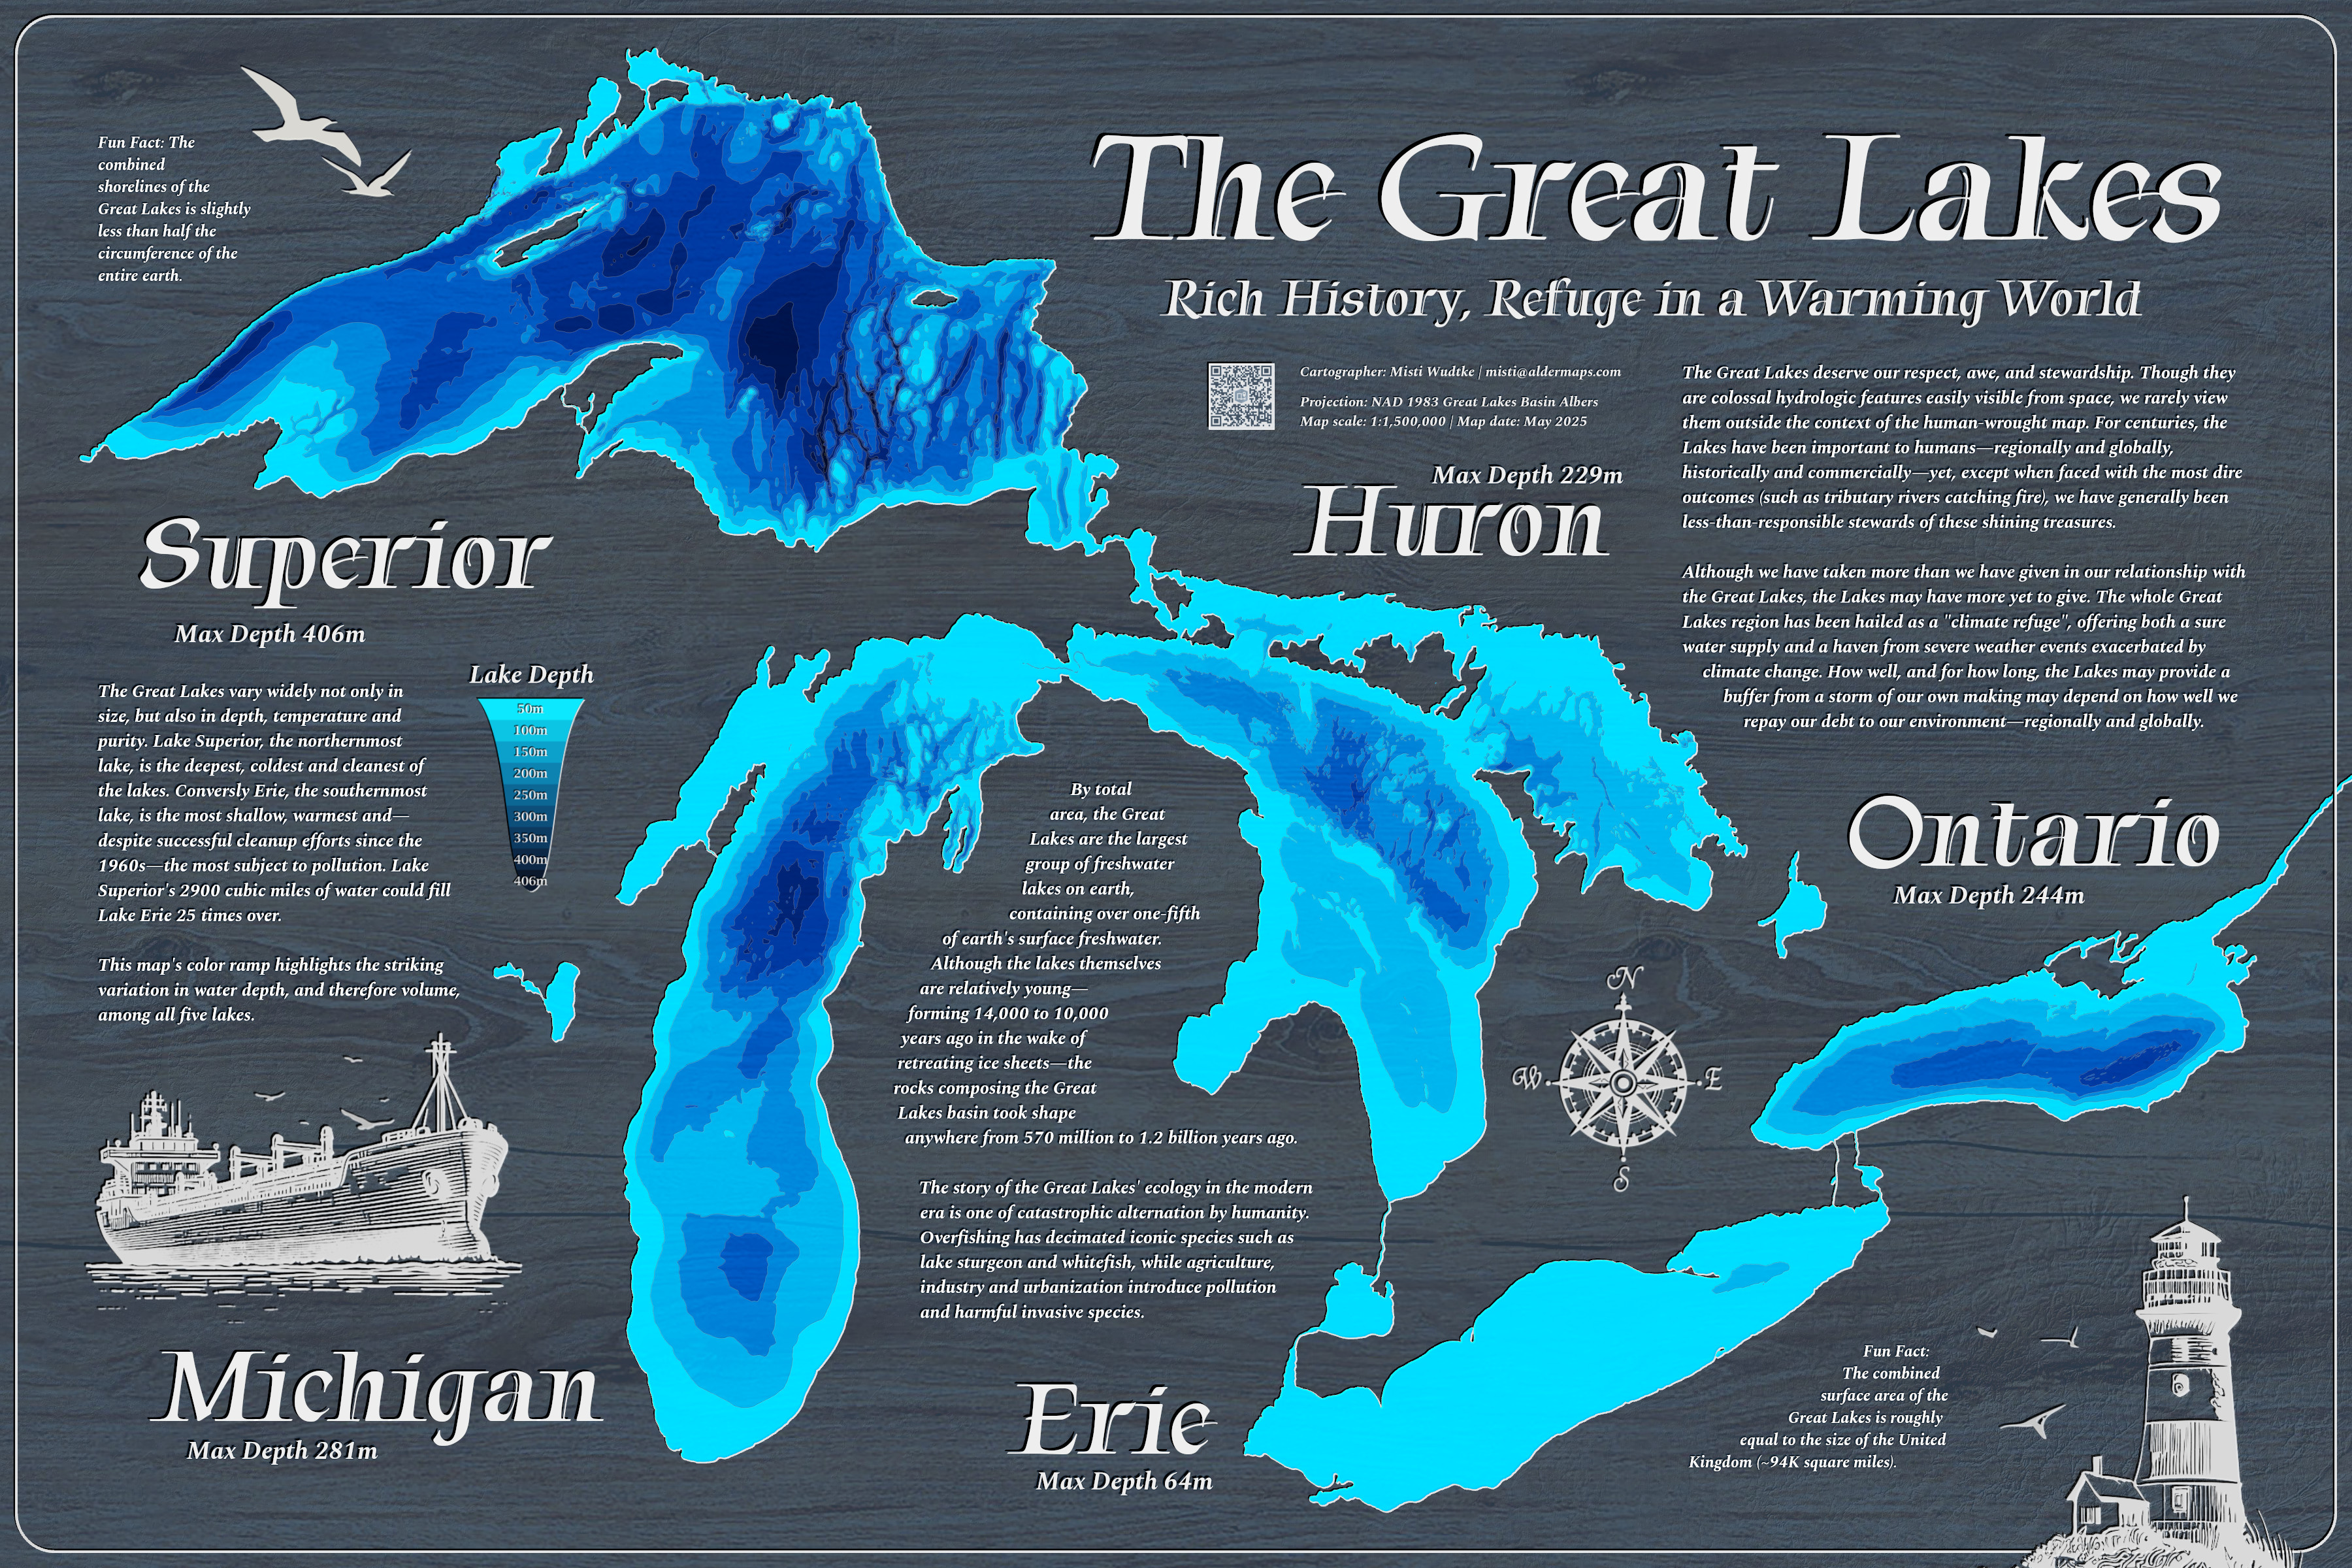 The Great Lakes
Rich History, Refuge in a Warming World
Fun Fact: The
combined
shorelines of the
Great Lakes is slightly
less than half the
circumference of the
entire earth.
Cartographer: Misti Wudtke | misti@aldermaps.com
Projection: NAD 1983 Great Lakes Basin Albers
Map scale: 1:1,500,000 | Map date: May 2025
The Great Lakes deserve our respect, awe, and stewardship. Though they
are colossal hydrologic features easily visible from space, we rarely view
them outside the context of the human-wrought map. For centuries, the
Lakes have been important to humans—regionally and globally,
historically and commercially—yet, except when faced with the most dire
outcomes (such as tributary rivers catching fire), we have generally been
less-than-responsible stewards of these shining treasures.
Although we have taken more than we have given in our relationship with
the Great Lakes, the Lakes may have more yet to give. The whole Great
Lakes region has been hailed as a "climate refuge", offering both a sure
water supply and a haven from severe weather events exacerbated by
climate change. How well, and for how long, the Lakes may provide a
buffer from a storm of our own making may depend on how well we
repay our debt to our environment—regionally and globally.
Max Depth 229m
Huron
Superior
Max Depth 406m
The Great Lakes vary widely not only in
size, but also in depth, temperature and
purity. Lake Superior, the northernmost
lake, is the deepest, coldest and cleanest of
the lakes. Conversly Erie, the southernmost
lake, is the most shallow, warmest and—
despite successful cleanup efforts since the
1960s—the most subject to pollution. Lake
Superior's 2900 cubic miles of water could fill
Lake Erie 25 times over.
This map's color ramp highlights the striking
variation in water depth, and therefore volume,
among all five lakes.
Lake Depth
50m
100m
150m
200m
250m
300m
350m
400m
406m
By total
area, the Great
Lakes are the largest
group of freshwater
lakes on earth,
containing over one-fifth
of earth's surface freshwater.
Although the lakes themselves
are relatively young—
forming 14,000 to 10,000
years ago in the wake of
retreating ice sheets—the
rocks composing the Great
Lakes basin took shape
anywhere from 570 million to 1.2 billion years ago.
The story of the Great Lakes' ecology in the modern
era is one of catastrophic alternation by humanity.
Overfishing has decimated iconic species such as
lake sturgeon and whitefish, while agriculture,
industry and urbanization introduce pollution
and harmful invasive species.
Ontario
Max Depth 244m
N
W
E
S
Michigan
Max Depth 281m
Erie
Max Depth 64m
Fun Fact:
The combined
surface area of the
Great Lakes is roughly
equal to the size of the United
Kingdom (~94K square miles).